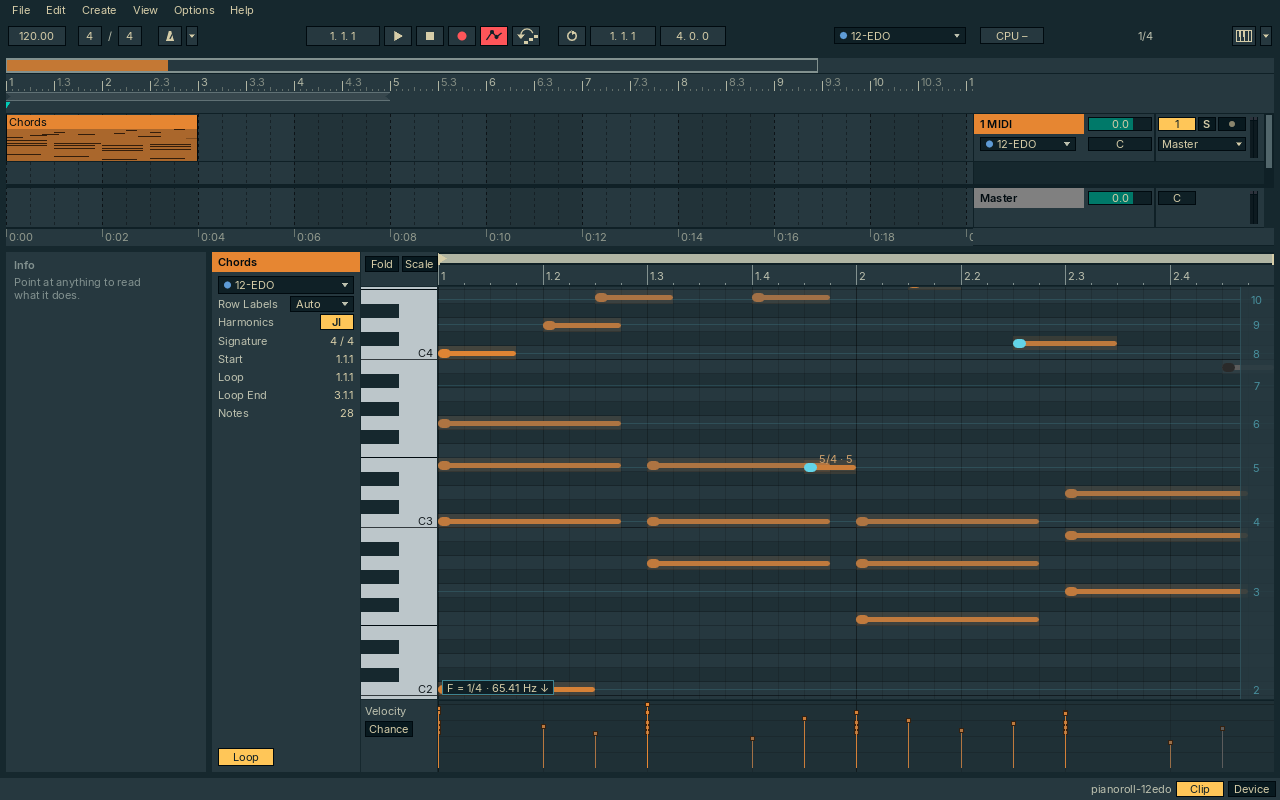 File Edit Create View Options Help
120.00 4 / 4 1. 1. 1 1. 1. 1 4. 0. 0 12-EDO CPU – 1/4
1 1.3 2 2.3 3 3.3 4 4.3 5 5.3 6 6.3 7 7.3 8 8.3 9 9.3 10 10.3 1
Chords
1 MIDI 0.0 1 S
12-EDO C Master
Master 0.0 C
0:00 0:02 0:04 0:06 0:08 0:10 0:12 0:14 0:16 0:18
Info
Point at anything to read
what it does.
Chords
12-EDO
Row Labels Auto
Harmonics JI
Signature 4 / 4
Start 1.1.1
Loop 1.1.1
Loop End 3.1.1
Notes 28
Loop
Fold Scale
1 1.2 1.3 1.4 2 2.2 2.3 2.4
10
9
C4 8
7
6
5/4 · 5
5
C3 4
3
C2 F = 1/4 · 65.41 Hz ↓ 2
Velocity
Chance
pianoroll-12edo Clip Device